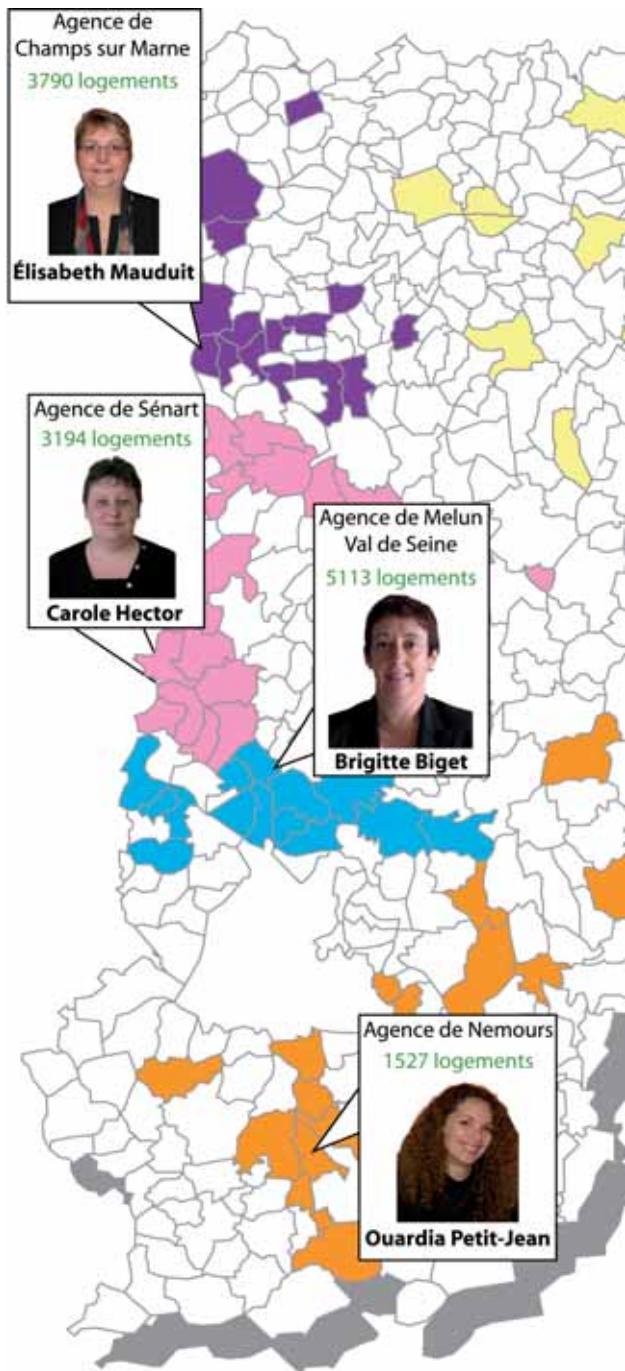 Agence de
Champs sur Marne
3790 logements
Élisabeth Mauduit
Agence de Sénart
3194 logements
Carole Hector
Agence de Melun
Val de Seine
5113 logements
Brigitte Biget
Agence de Nemours
1527 logements
Ouardia Petit-Jean